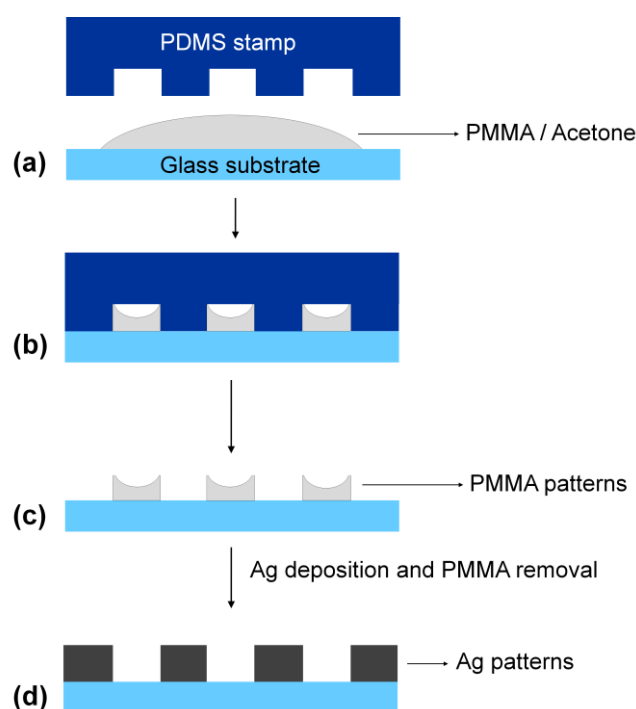 PDMS stamp
PMMA / Acetone
(a)
Glass substrate
(b)
(c)
PMMA patterns
Ag deposition and PMMA removal
Ag patterns
(d)